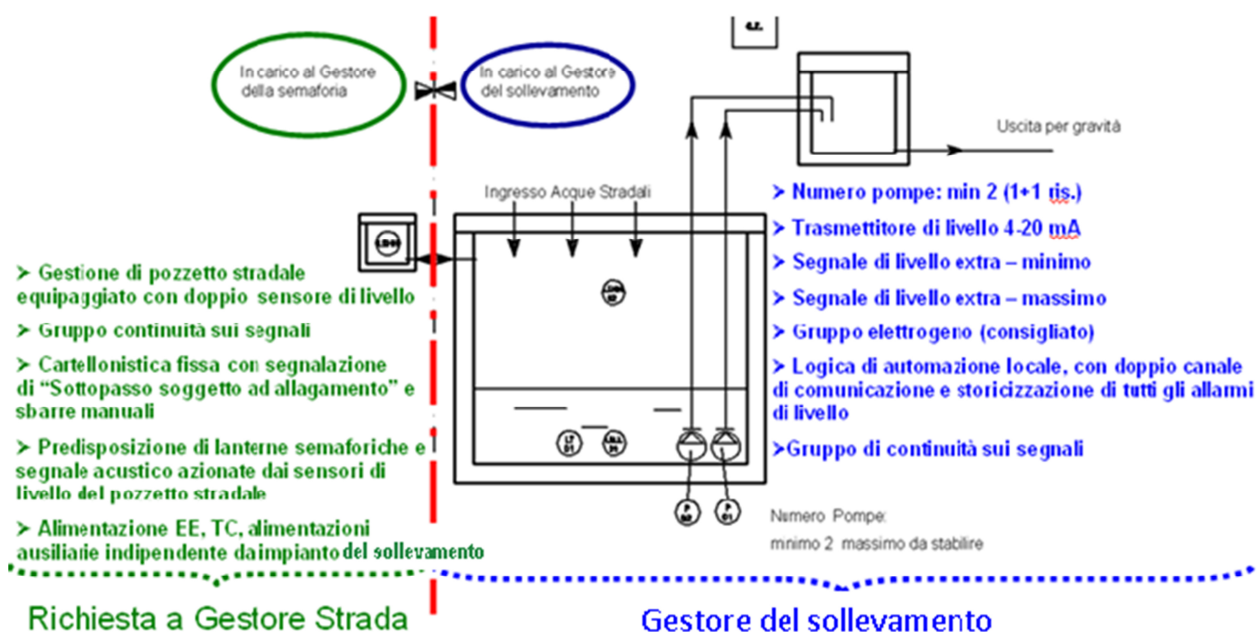 In carico al Gestore
della semaforia
In carico al Gestore
del sollevamento
Uscita per gravità
Ingresso Acque Stradali
➤ Gestione di pozzetto stradale
equipaggiato con doppio sensore di livello
➤ Gruppo continuità sui segnali
➤ Cartellonistica fissa con segnalazione
di “Sottopasso soggetto ad allagamento” e
sbarre manuali
➤ Predisposizione di lanterne semaforiche e
segnale acustico azionate dai sensori di
livello del pozzetto stradale
➤ Alimentazione EE, TC, alimentazioni
ausiliarie indipendente da impianto del sollevamento
➤ Numero pompe: min 2 (1+1 ris.)
➤ Trasmettitore di livello 4-20 mA
➤ Segnale di livello extra – minimo
➤ Segnale di livello extra – massimo
➤ Gruppo elettrogeno (consigliato)
➤ Logica di automazione locale, con doppio canale
di comunicazione e storicizzazione di tutti gli allarmi
di livello
➤Gruppo di continuità sui segnali
LT
01
P
P
01
Numero Pompe:
minimo 2 massimo da stabilire
Richiesta a Gestore Strada
Gestore del sollevamento